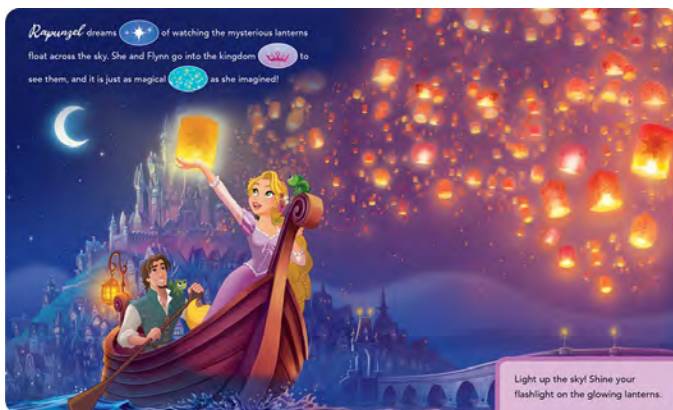 Rapunzel dreams of watching the mysterious lanterns
float across the sky. She and Flynn go into the kingdom to
see them, and it is just as magical as she imagined!
Light up the sky! Shine your
flashlight on the glowing lanterns.